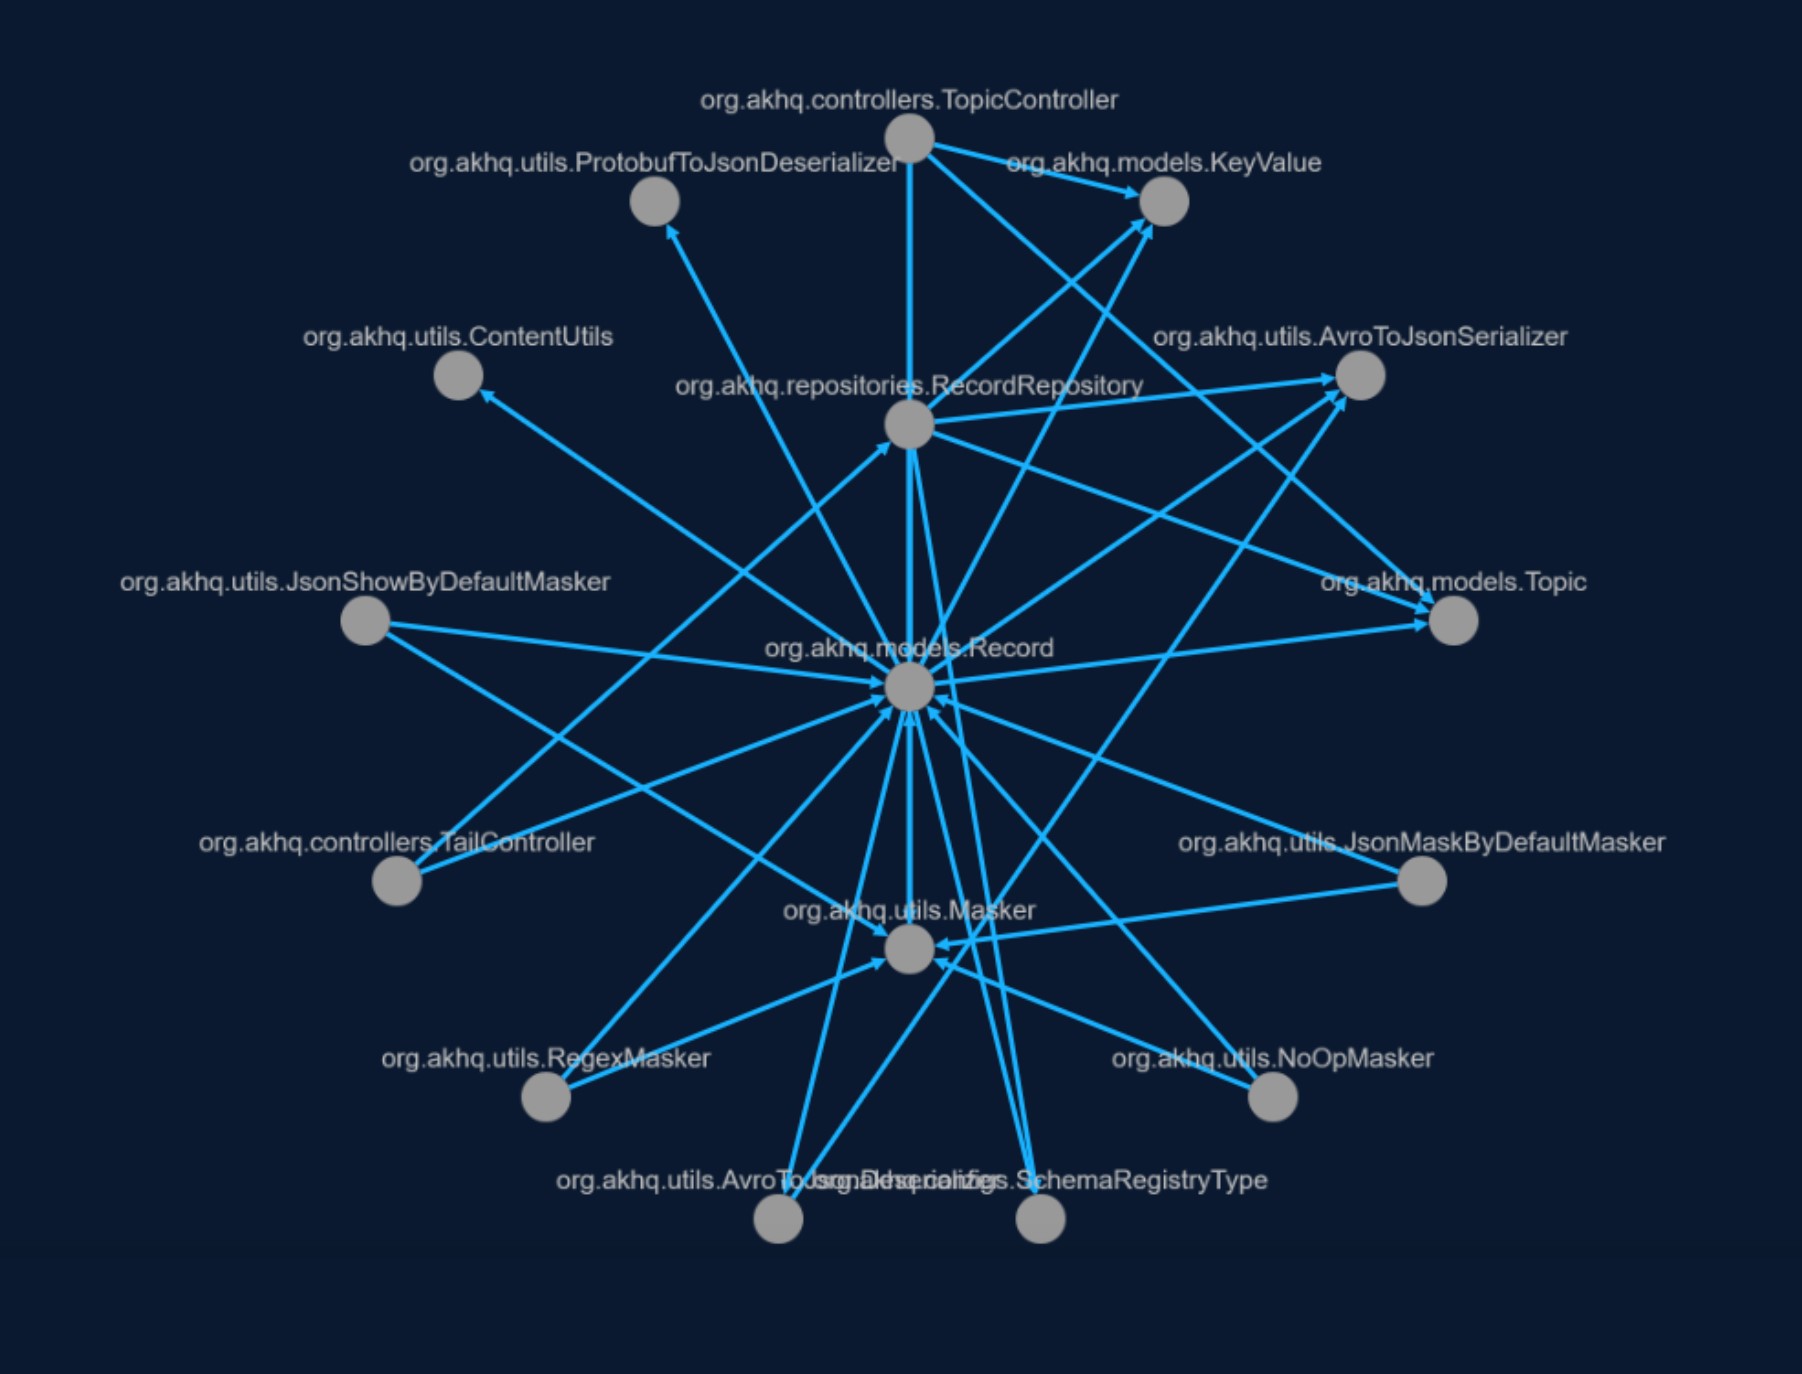 org.akhq.controllers.TopicController
org.akhq.utils.ProtobufToJsonDeserializer
org.akhq.models.KeyValue
org.akhq.utils.ContentUtils
org.akhq.utils.AvroToJsonSerializer
org.akhq.repositories.RecordRepository
org.akhq.utils.JsonShowByDefaultMasker
org.akhq.models.Topic
org.akhq.models.Record
org.akhq.controllers.TailController
org.akhq.utils.JsonMaskByDefaultMasker
org.akhq.utils.Masker
org.akhq.utils.RegexMasker
org.akhq.utils.NoOpMasker
org.akhq.utils.AvroToJsonDeserializer
org.akhq.configs.SchemaRegistryType